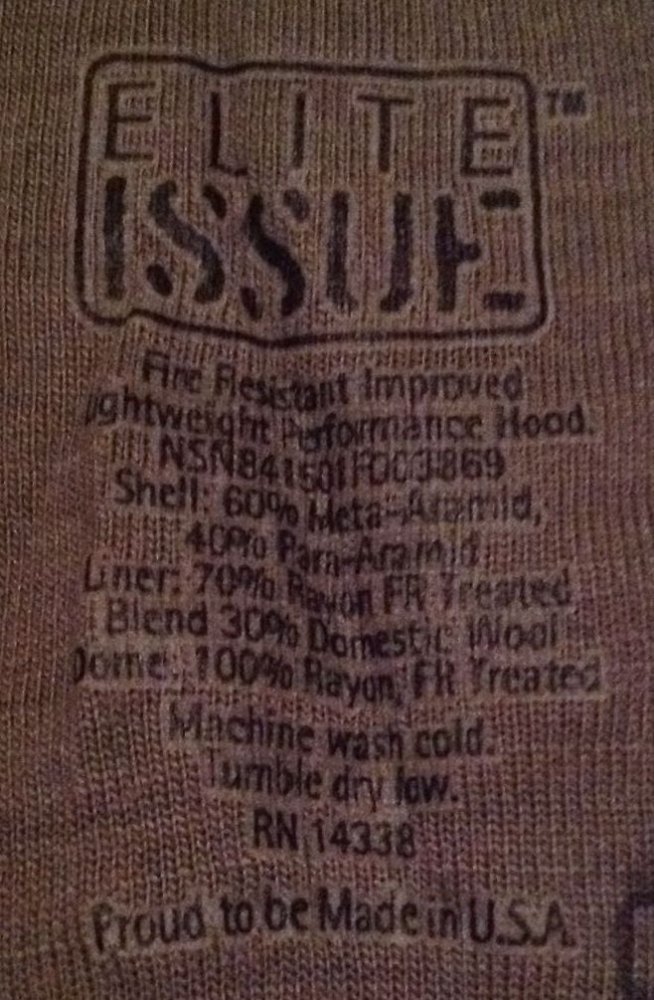 ELITE ™
ISSUE
Fire Resistant Improved
Lightweight Performance Hood.
Shell: 60% Meta-Aramid,
40% Para-Aramid
Liner: 70% Rayon FR Treated
Blend 30% Domestic Wool
Dome: 100% Rayon, FR Treated
Machine wash cold.
Tumble dry low.
RN 14338
Proud to be Made in U.S.A